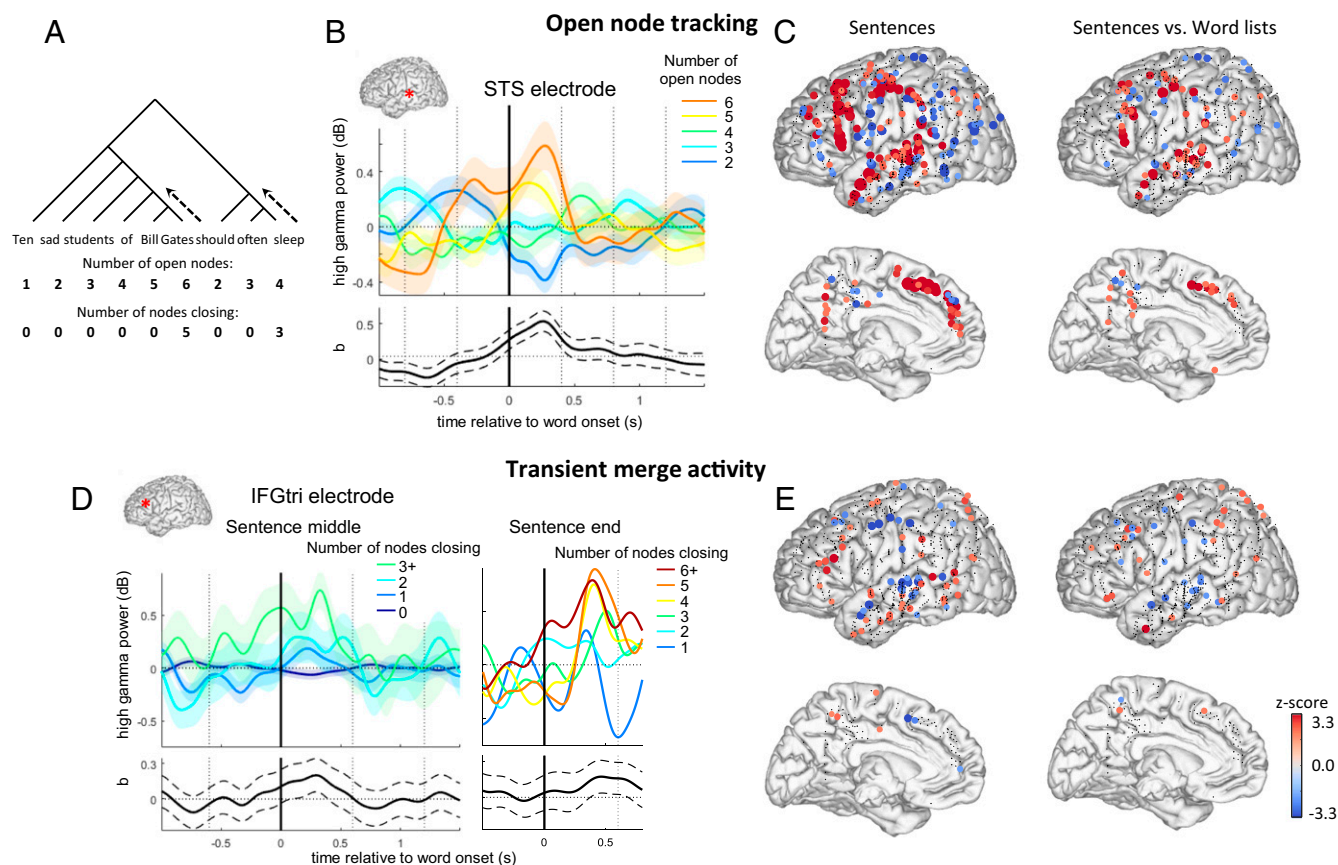 Open node tracking
A
Ten sad students of Bill Gates should often sleep
Number of open nodes:
1 2 3 4 5 6 2 3 4
Number of nodes closing:
0 0 0 0 0 5 0 0 3
B
STS electrode
Number of
open nodes
6
5
4
3
2
high gamma power (dB)
0.4
0
-0.4
b
0.5
0
-0.5 0 0.5 1
time relative to word onset (s)
C
Sentences
Sentences vs. Word lists
Transient merge activity
D
IFGtri electrode
Sentence middle
Number of nodes closing
3+
2
1
0
high gamma power (dB)
0.5
0
-0.5
b
0.3
0
-0.5 0 0.5 1
time relative to word onset (s)
Sentence end
Number of nodes closing
6+
5
4
3
2
1
0
E
z-score
3.3
0.0
-3.3